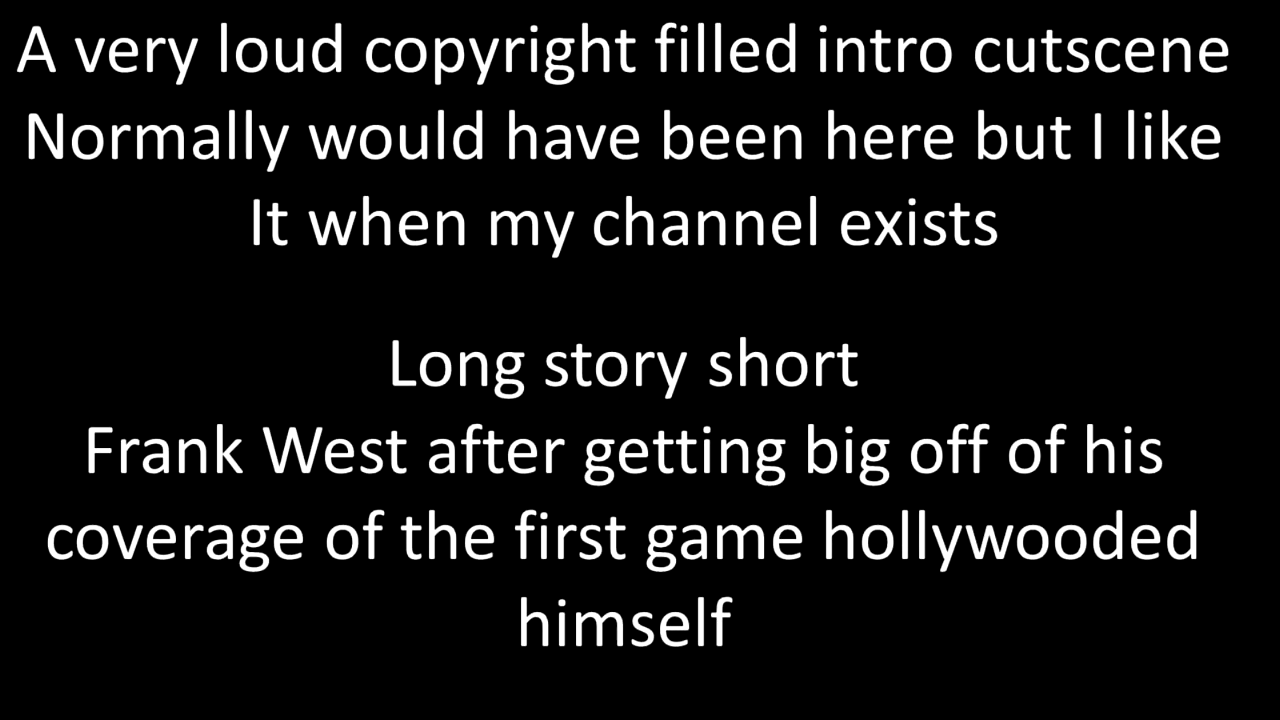 A very loud copyright filled intro cutscene
Normally would have been here but I like
It when my channel exists
Long story short
Frank West after getting big off of his
coverage of the first game hollywooded
himself